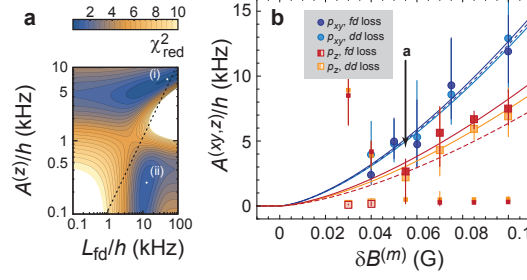 a
2 4 6 8 10
χ²red
A(z)/h (kHz)
10
5
1
0.5
0.1
(i)
(ii)
0.1 1 10 100
Lfd/h (kHz)
b
A(xy,z)/h (kHz)
15
10
5
0
pxy, fd loss
pxy, dd loss
pz, fd loss
pz, dd loss
a
0 0.02 0.04 0.06 0.08 0.1
δB(m) (G)